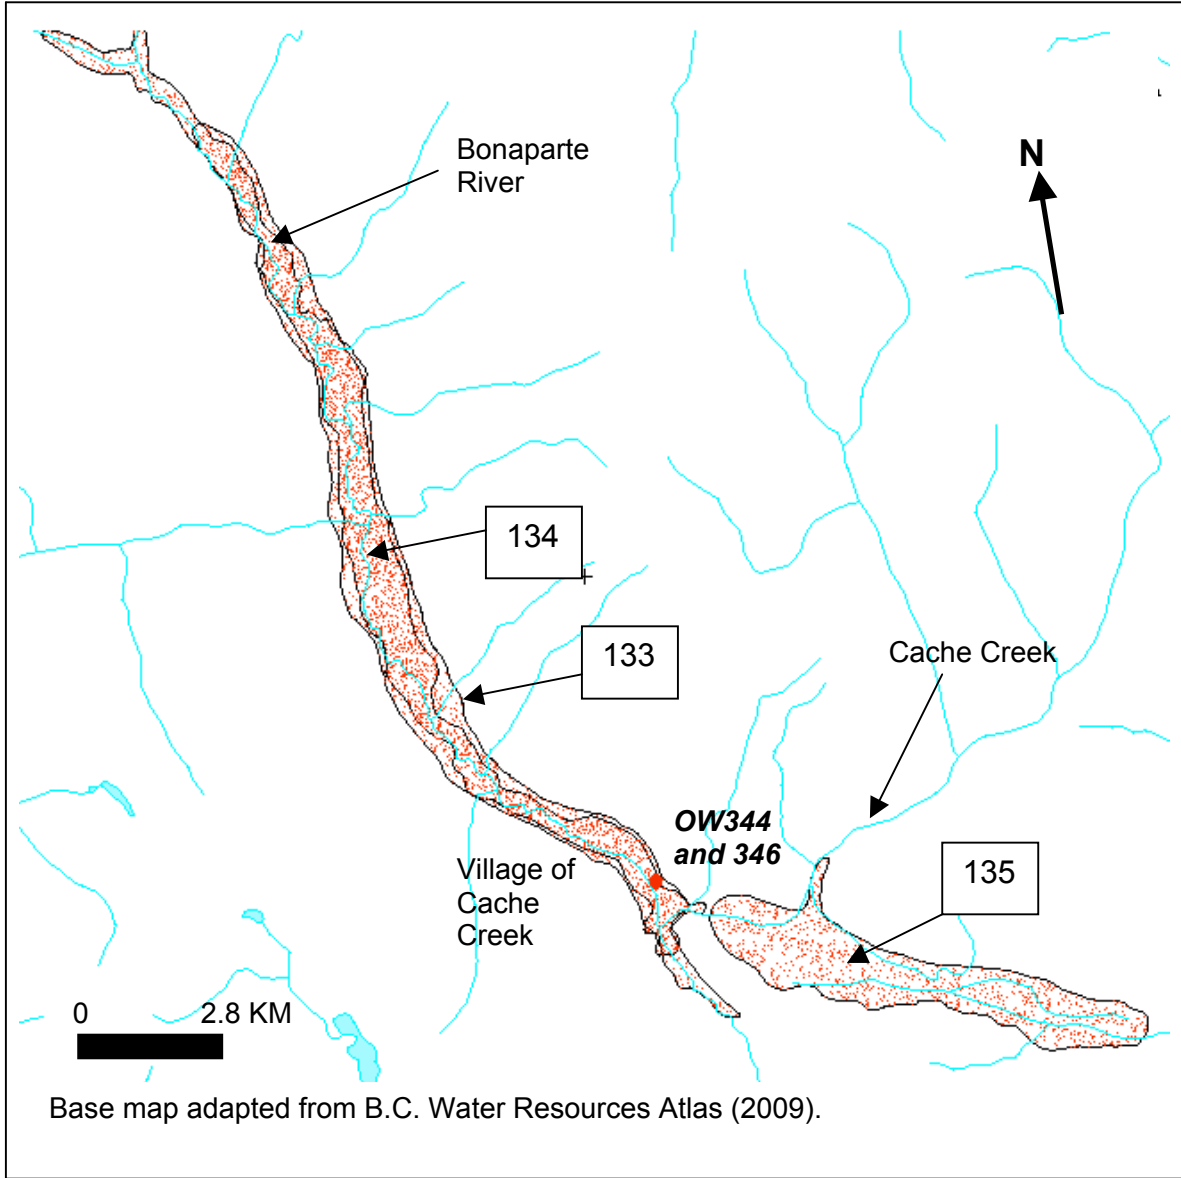 Bonaparte
River
N
134
133
Cache Creek
OW344
and 346
135
Village of
Cache
Creek
0 2.8 KM
Base map adapted from B.C. Water Resources Atlas (2009).